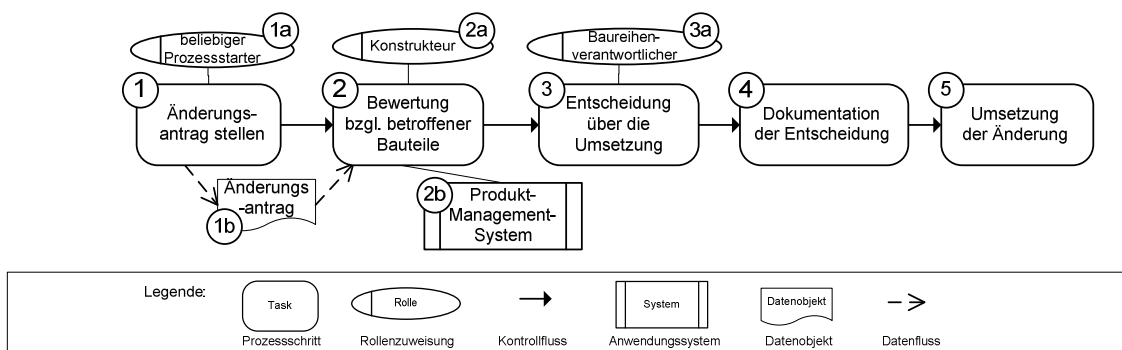 1a
beliebiger
Prozessstarter
2a
Konstrukteur
3a
Baureihen-
verantwortlicher
1
Änderungs-
antrag stellen
2
Bewertung
bzgl. betroffener
Bauteile
3
Entscheidung
über die
Umsetzung
4
Dokumentation
der Entscheidung
5
Umsetzung
der Änderung
Änderungs
-antrag
1b
2b
Produkt-
Management-
System
Legende:
Task
Rolle
System
Datenobjekt
Prozessschritt
Rollenzuweisung
Kontrollfluss
Anwendungssystem
Datenobjekt
Datenfluss